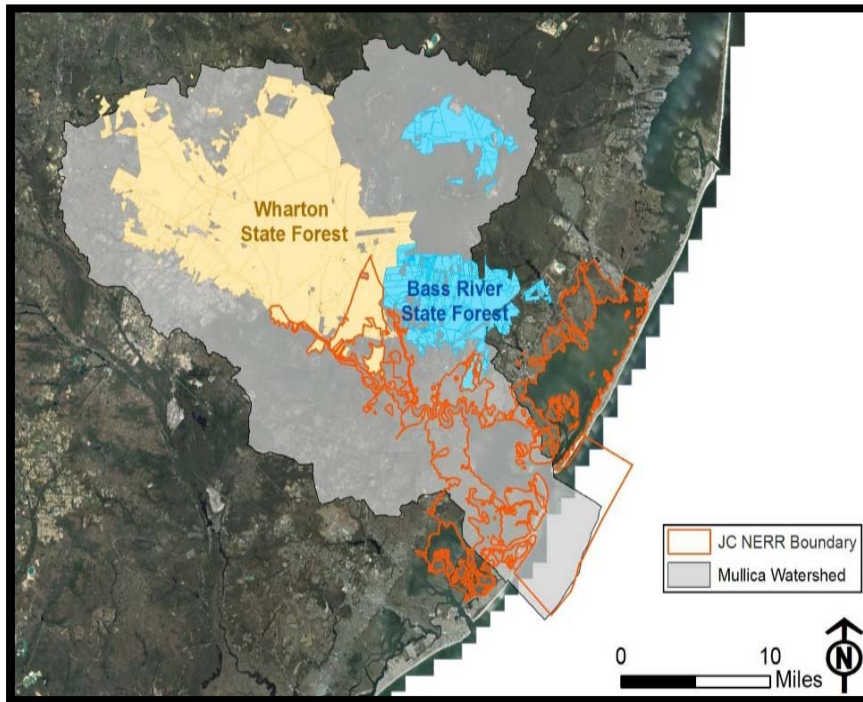 Wharton
State Forest
Bass River
State Forest
JC NERR Boundary
Mullica Watershed
0 10
Miles
N